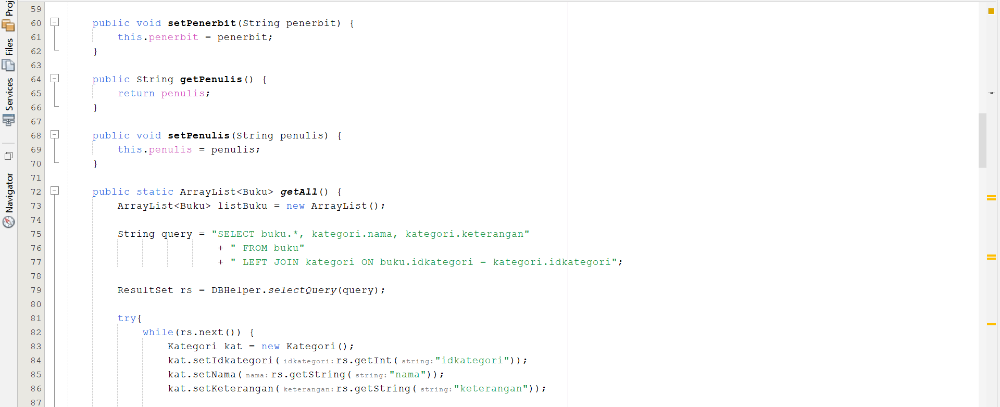 Proj
Files
Services
Navigator
59
60 public void setPenerbit(String penerbit) {
61 this.penerbit = penerbit;
62 }
63
64 public String getPenulis() {
65 return penulis;
66 }
67
68 public void setPenulis(String penulis) {
69 this.penulis = penulis;
70 }
71
72 public static ArrayList<Buku> getAll() {
73 ArrayList<Buku> listBuku = new ArrayList();
74
75 String query = "SELECT buku.*, kategori.nama, kategori.keterangan"
76 + " FROM buku"
77 + " LEFT JOIN kategori ON buku.idkategori = kategori.idkategori";
78
79 ResultSet rs = DBHelper.selectQuery(query);
80
81 try{
82 while(rs.next()) {
83 Kategori kat = new Kategori();
84 kat.setIdkategori( idkategori: rs.getInt( string: "idkategori"));
85 kat.setNama( nama: rs.getString( string: "nama"));
86 kat.setKeterangan( keterangan: rs.getString( string: "keterangan"));
87